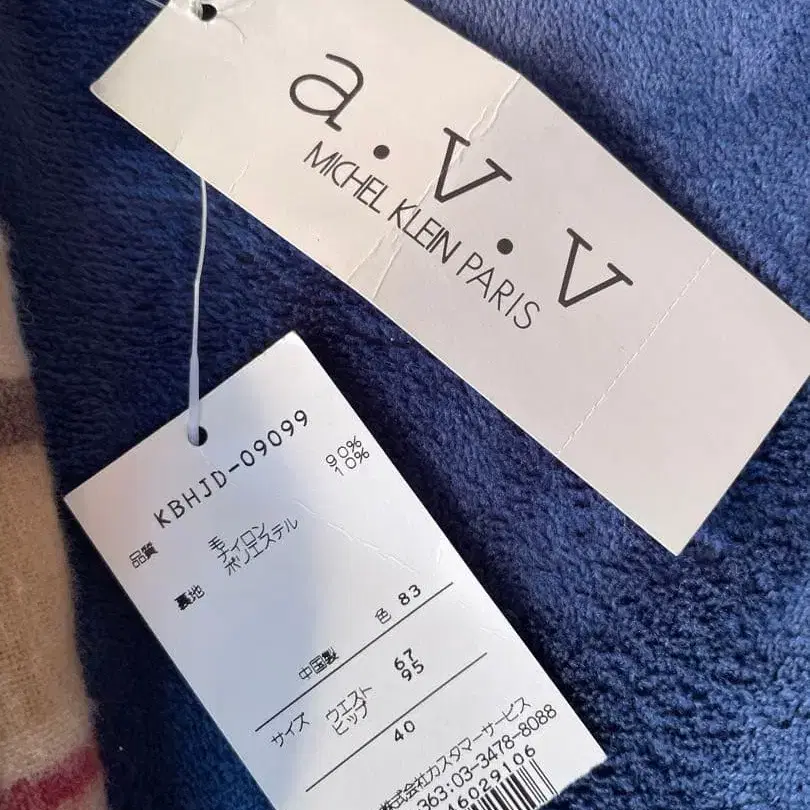 a.v.v
MICHEL KLEIN PARIS
KBHJD-09099
品質 毛 90%
ナイロン 10%
裏地 ポリエステル
色 83
中国製
サイズ ウエスト 67
ヒップ 95
40
株式会社カスタマーサービス
363:03-3478-8088
46029106